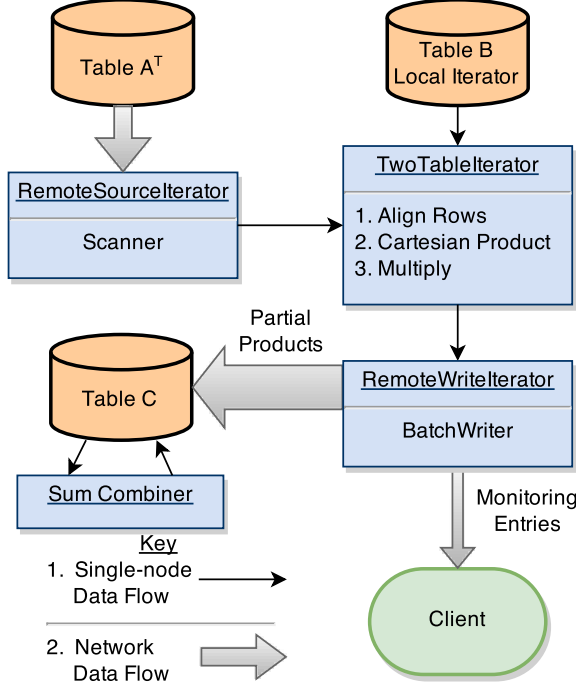 Table Aᵀ
Table B
Local Iterator
RemoteSourceIterator
Scanner
TwoTableIterator
1. Align Rows
2. Cartesian Product
3. Multiply
Partial
Products
Table C
RemoteWriteIterator
BatchWriter
Sum Combiner
Monitoring
Entries
Key
1. Single-node
Data Flow
2. Network
Data Flow
Client